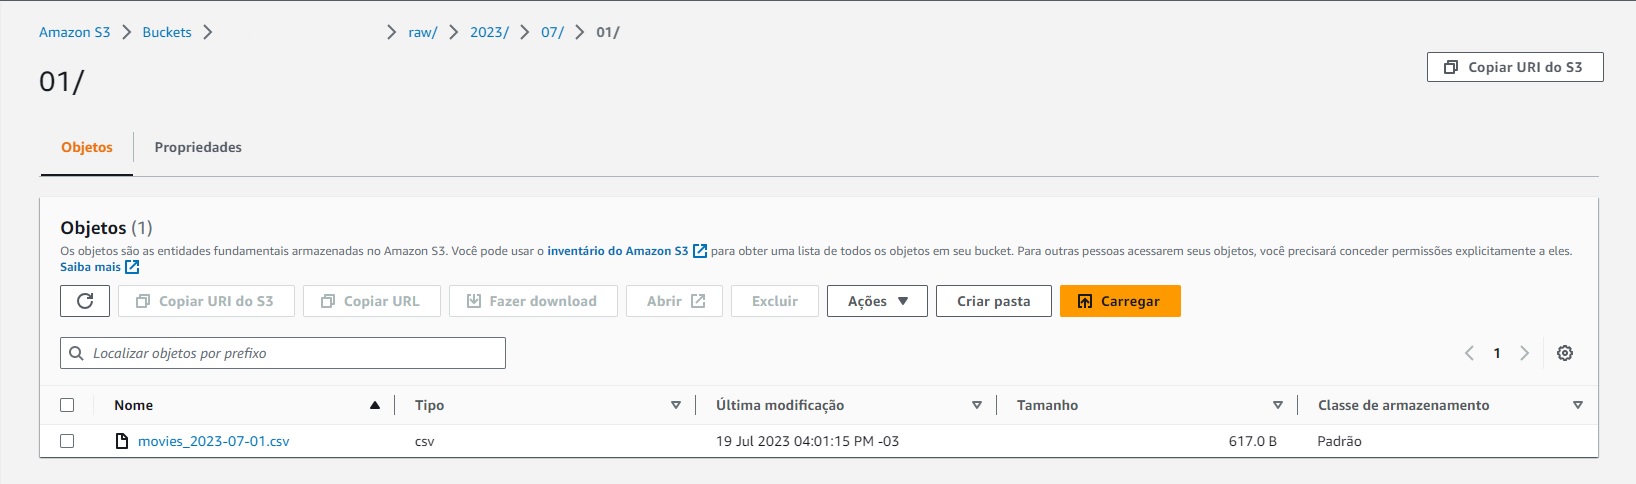 Amazon S3 > Buckets > > raw/ > 2023/ > 07/ > 01/
01/
Copiar URI do S3
Objetos Propriedades
Objetos (1)
Os objetos são as entidades fundamentais armazenadas no Amazon S3. Você pode usar o inventário do Amazon S3 para obter uma lista de todos os objetos em seu bucket. Para outras pessoas acessarem seus objetos, você precisará conceder permissões explicitamente a eles.
Saiba mais
Copiar URI do S3 Copiar URL Fazer download Abrir Excluir Ações Criar pasta Carregar
Localizar objetos por prefixo
1
Nome Tipo Última modificação Tamanho Classe de armazenamento
movies_2023-07-01.csv csv 19 Jul 2023 04:01:15 PM -03 617.0 B Padrão